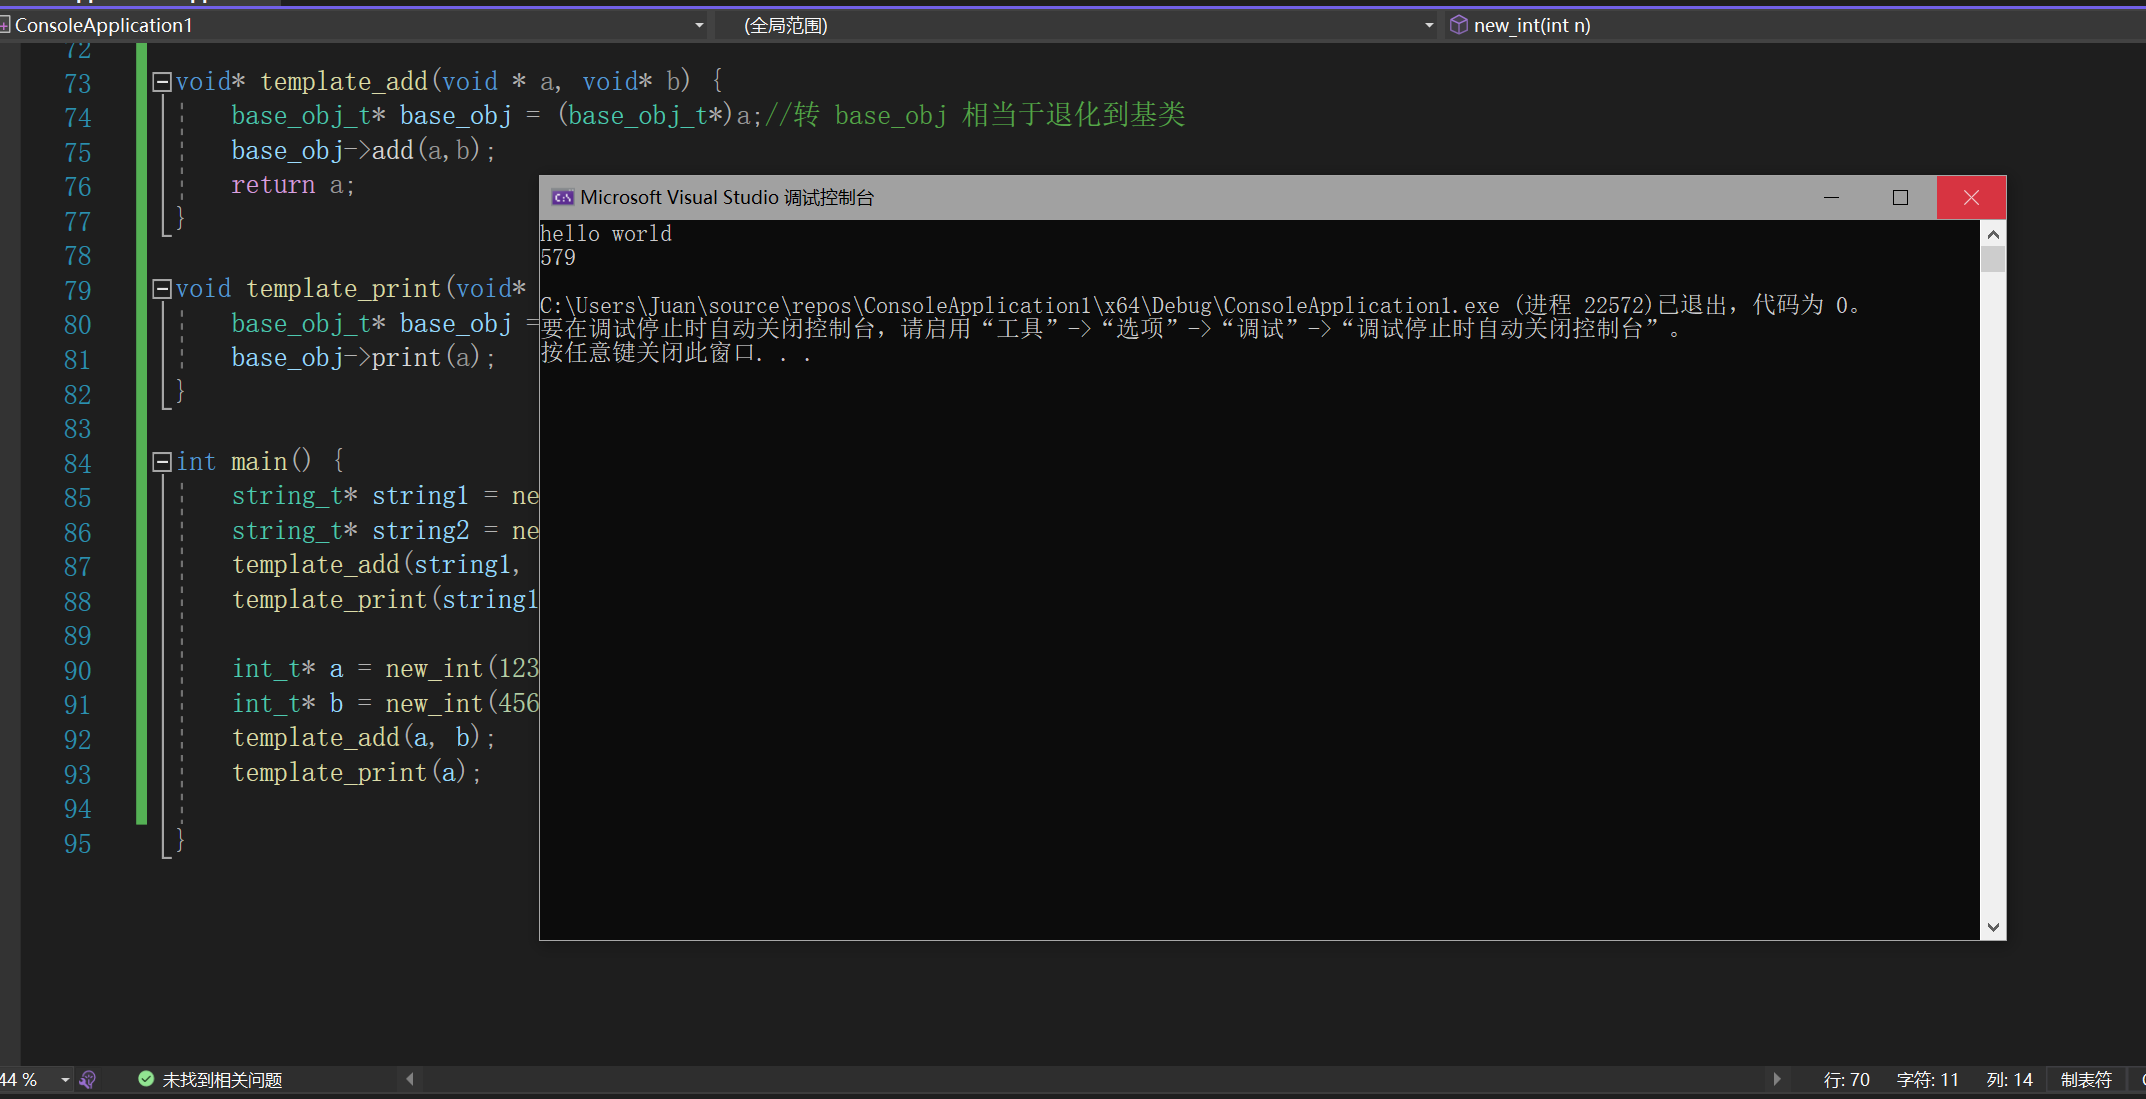 ConsoleApplication1
(全局范围)
new_int(int n)
72
73 void* template_add(void * a, void* b) {
74 base_obj_t* base_obj = (base_obj_t*)a;//转 base_obj 相当于退化到基类
75 base_obj->add(a,b);
76 return a;
77 }
78
79 void template_print(void*
80 base_obj_t* base_obj =
81 base_obj->print(a);
82 }
83
84 int main() {
85 string_t* string1 = ne
86 string_t* string2 = ne
87 template_add(string1,
88 template_print(string1
89
90 int_t* a = new_int(123
91 int_t* b = new_int(456
92 template_add(a, b);
93 template_print(a);
94
95 }
Microsoft Visual Studio 调试控制台
hello world
579
C:\Users\Juan\source\repos\ConsoleApplication1\x64\Debug\ConsoleApplication1.exe (进程 22572)已退出，代码为 0。
要在调试停止时自动关闭控制台，请启用“工具”->“选项”->“调试”->“调试停止时自动关闭控制台”。
按任意键关闭此窗口. . .
44 %
未找到相关问题
行: 70 字符: 11 列: 14 制表符